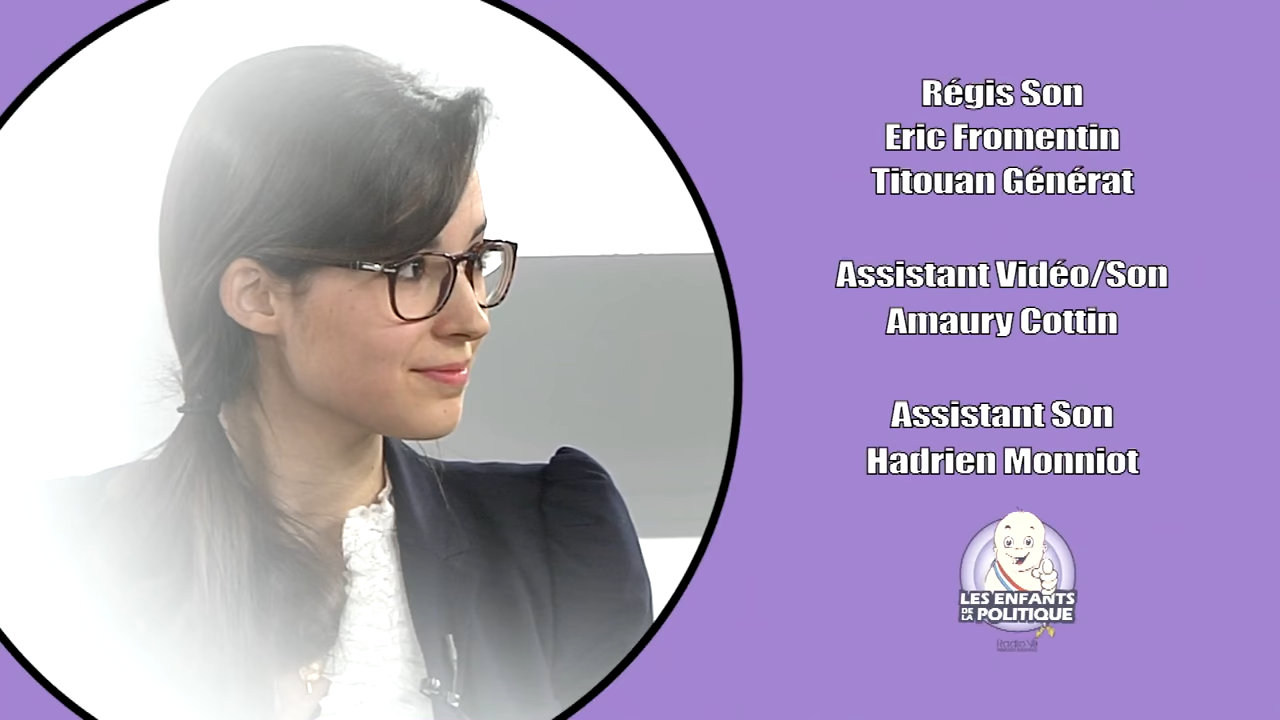 Régis Son
Eric Fromentin
Titouan Générat
Assistant Vidéo/Son
Amaury Cottin
Assistant Son
Hadrien Monniot
LES ENFANTS
DE LA POLITIQUE